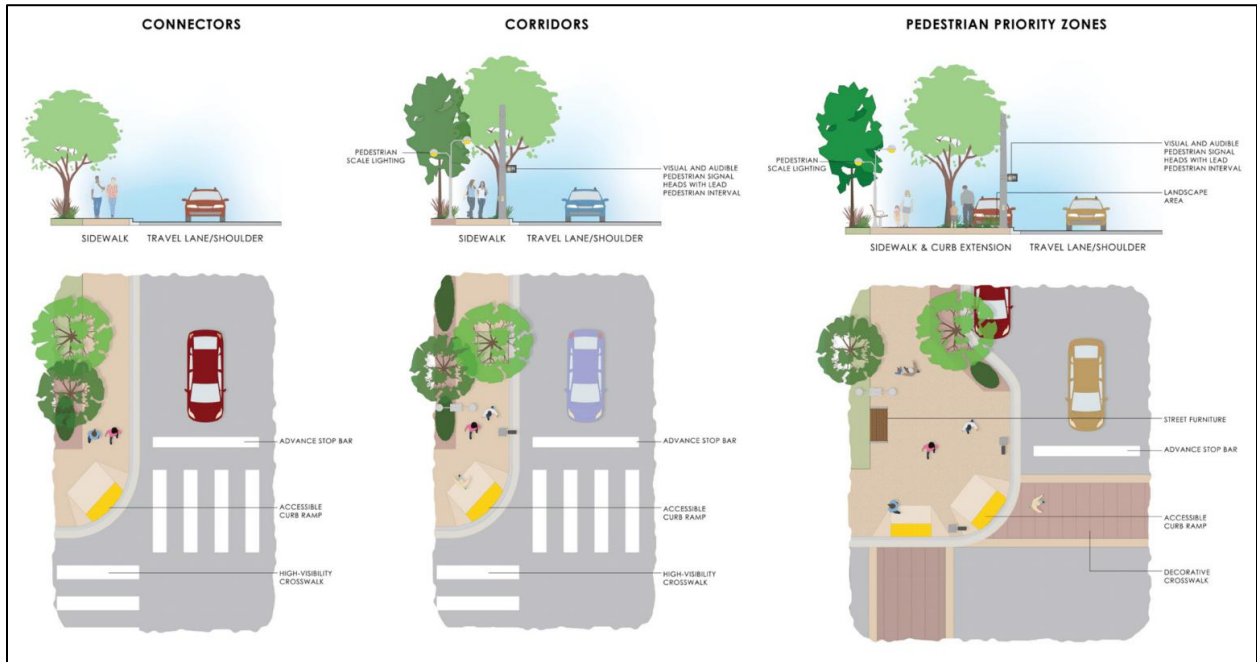 CONNECTORS
SIDEWALK
TRAVEL LANE/SHOULDER
ADVANCE STOP BAR
ACCESSIBLE
CURB RAMP
HIGH-VISIBILITY
CROSSWALK
CORRIDORS
PEDESTRIAN
SCALE LIGHTING
VISUAL AND AUDIBLE
PEDESTRIAN SIGNAL
HEADS WITH LEAD
PEDESTRIAN INTERVAL
SIDEWALK
TRAVEL LANE/SHOULDER
ADVANCE STOP BAR
ACCESSIBLE
CURB RAMP
HIGH-VISIBILITY
CROSSWALK
PEDESTRIAN PRIORITY ZONES
PEDESTRIAN
SCALE LIGHTING
VISUAL AND AUDIBLE
PEDESTRIAN SIGNAL
HEADS WITH LEAD
PEDESTRIAN INTERVAL
LANDSCAPE
AREA
SIDEWALK & CURB EXTENSION
TRAVEL LANE/SHOULDER
STREET FURNITURE
ADVANCE STOP BAR
ACCESSIBLE
CURB RAMP
DECORATIVE
CROSSWALK